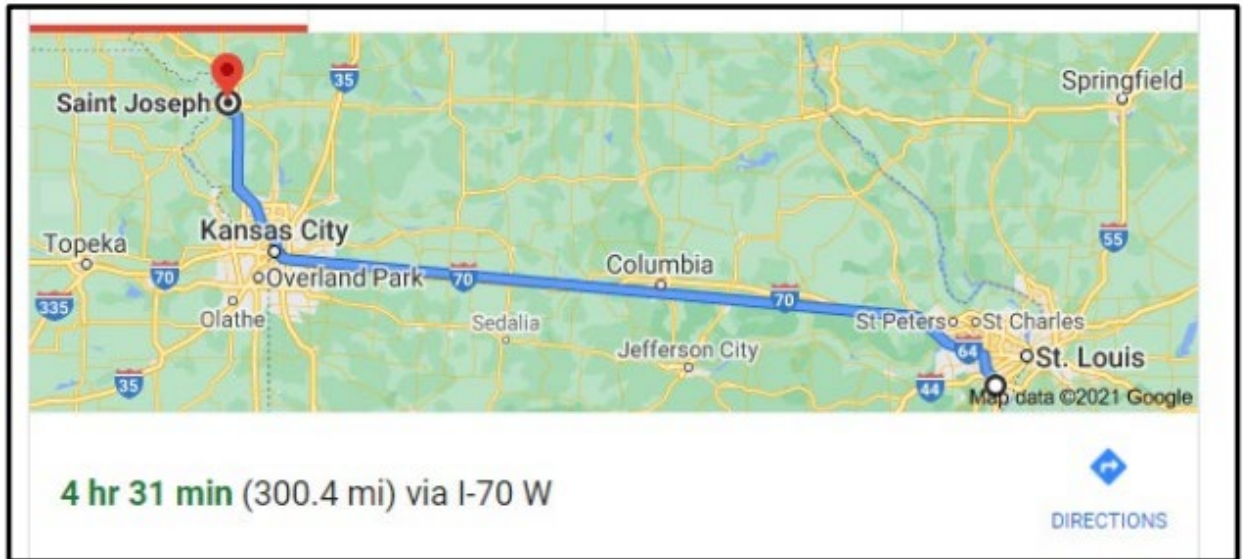 35
Springfield
Saint Joseph
Kansas City
55
Topeka
Columbia
70
Overland Park
70
70
335
Olathe
Sedalia
St Peters
St Charles
Jefferson City
64
St. Louis
35
44
Map data ©2021 Google
4 hr 31 min (300.4 mi) via I-70 W
DIRECTIONS